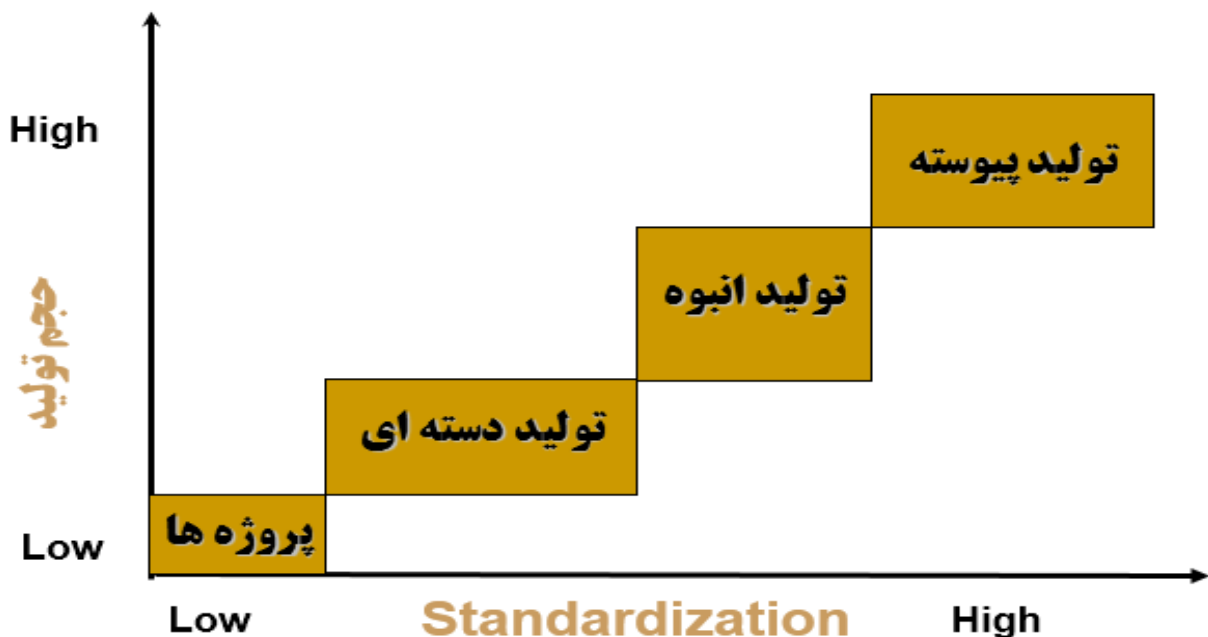 High
تولید پیوسته
تولید انبوه
حجم تولید
تولید دسته ای
پروژه ها
Low
Low
Standardization
High